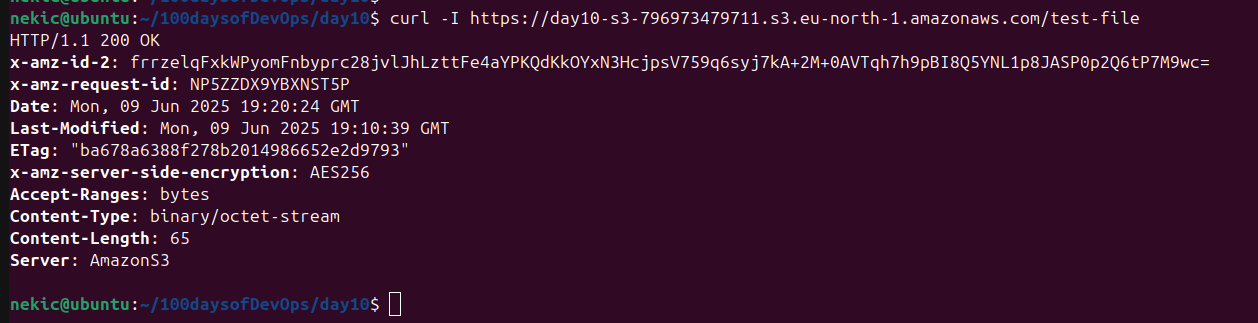 nekic@ubuntu:~/100daysofDevOps/day10$ curl -I https://day10-s3-796973479711.s3.eu-north-1.amazonaws.com/test-file
HTTP/1.1 200 OK
x-amz-id-2: frrzelqFxkWPyomFnbyprc28jvlJhLzttFe4aYPKQdKkOYxN3HcjpsV759q6syj7kA+2M+0AVTqh7h9pBI8Q5YNL1p8JASP0p2Q6tP7M9wc=
x-amz-request-id: NP5ZZDX9YBXNST5P
Date: Mon, 09 Jun 2025 19:20:24 GMT
Last-Modified: Mon, 09 Jun 2025 19:10:39 GMT
ETag: "ba678a6388f278b2014986652e2d9793"
x-amz-server-side-encryption: AES256
Accept-Ranges: bytes
Content-Type: binary/octet-stream
Content-Length: 65
Server: AmazonS3
nekic@ubuntu:~/100daysofDevOps/day10$